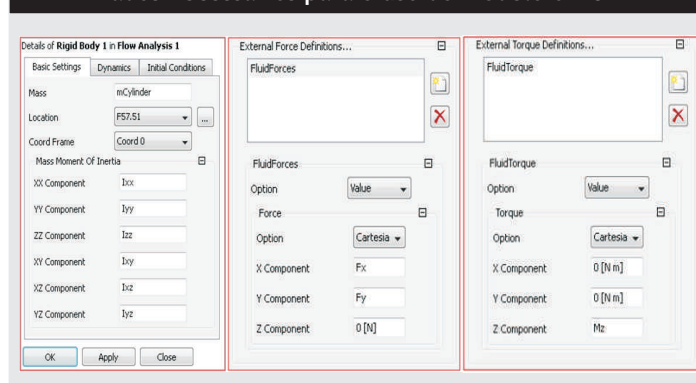 Details of Rigid Body 1 in Flow Analysis 1
Basic Settings
Dynamics
Initial Conditions
Mass
mCylinder
Location
F57.51
...
Coord Frame
Coord 0
Mass Moment Of Inertia
XX Component
Ixx
YY Component
Iyy
ZZ Component
Izz
XY Component
Ixy
XZ Component
Ixz
YZ Component
Iyz
OK
Apply
Close
External Force Definitions...
FluidForces
FluidForces
Option
Value
Force
Option
Cartesia
X Component
Fx
Y Component
Fy
Z Component
0 [N]
External Torque Definitions...
FluidTorque
FluidTorque
Option
Value
Torque
Option
Cartesia
X Component
0 [N m]
Y Component
0 [N m]
Z Component
Mz